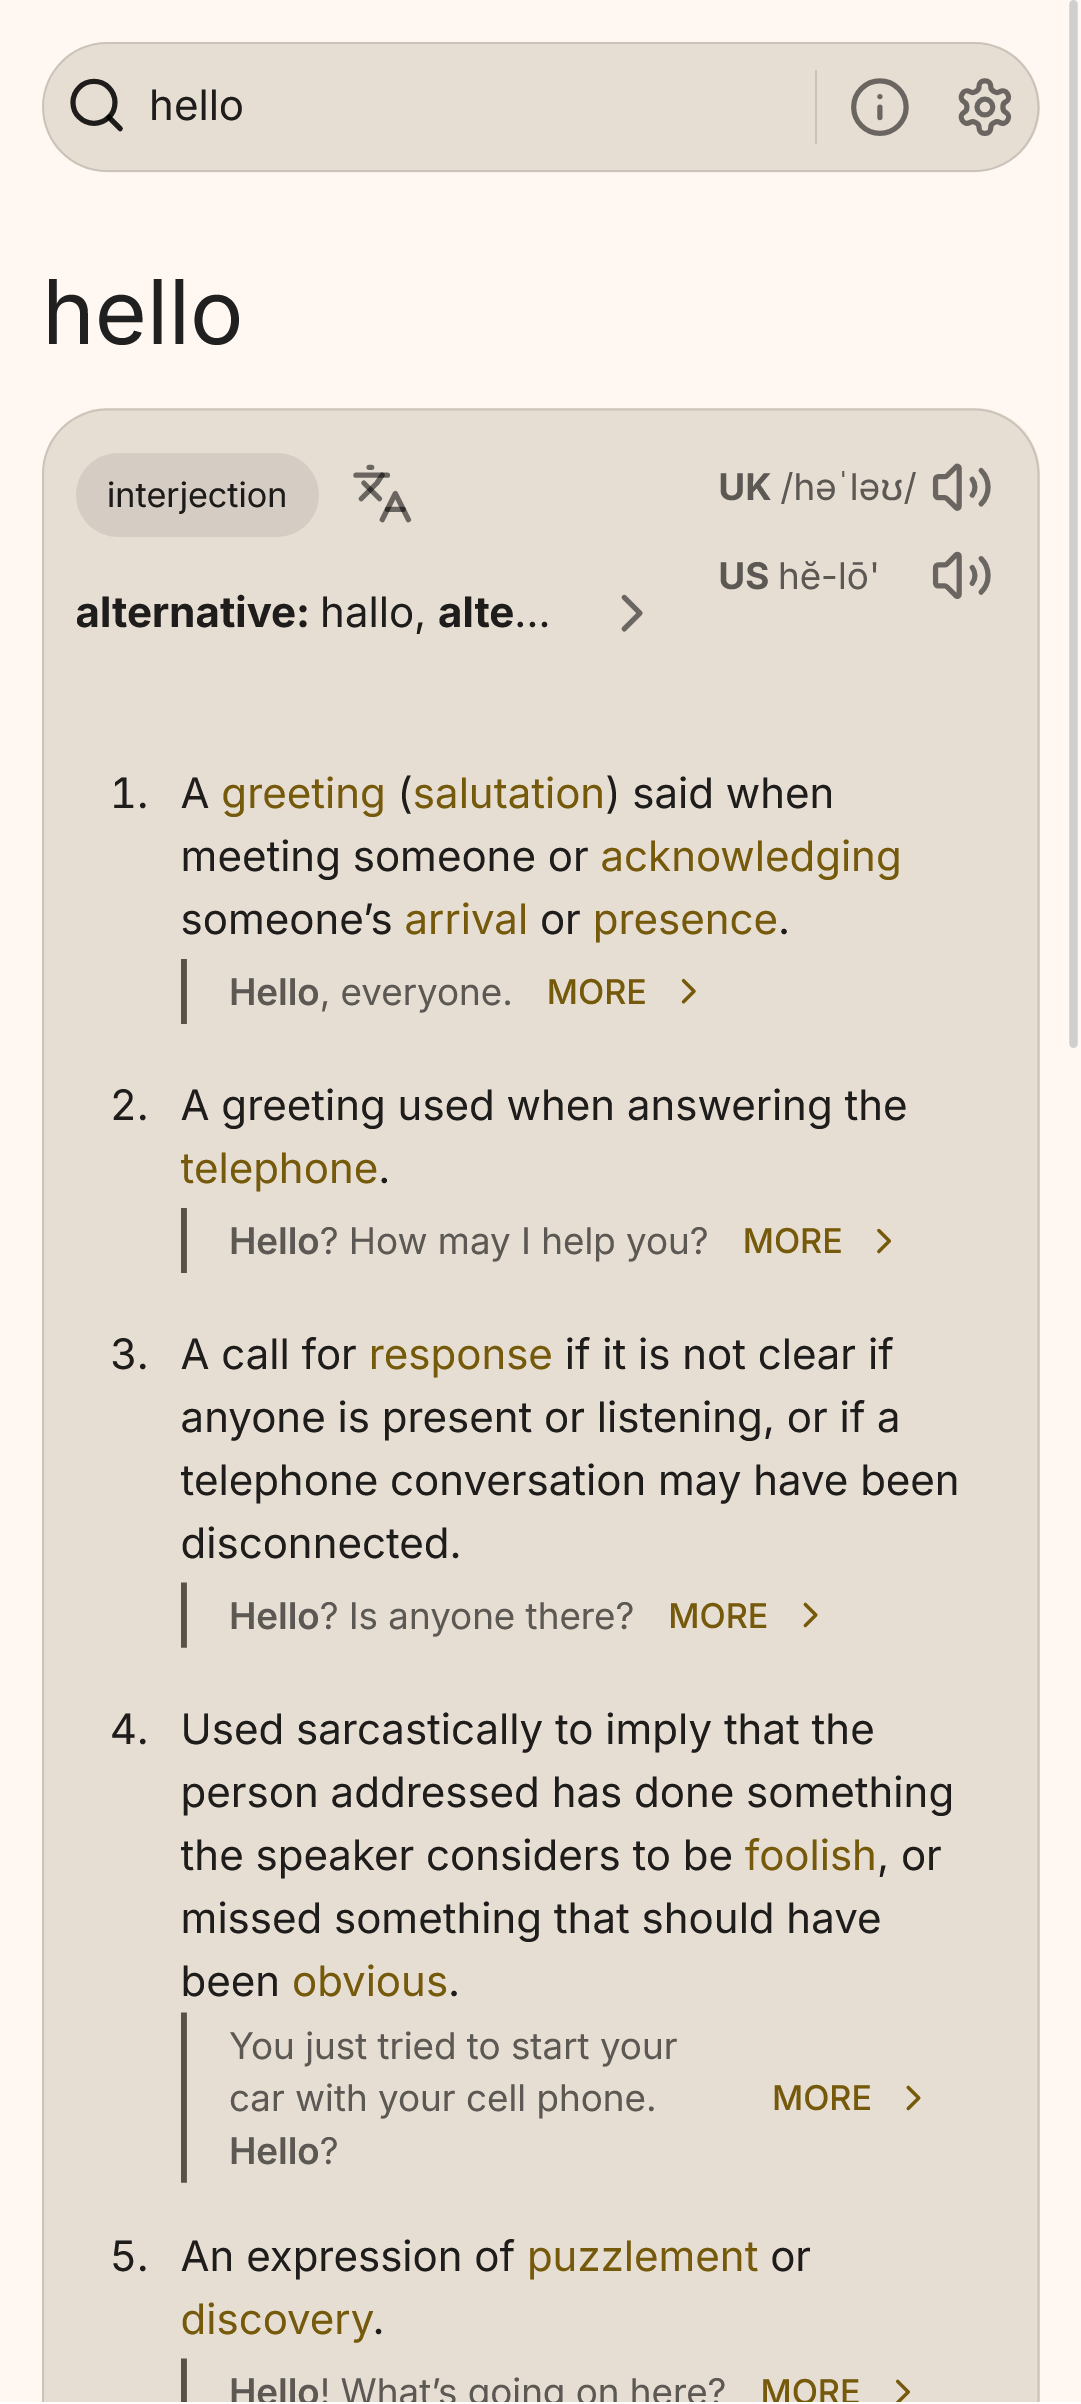 hello
hello
interjection
UK /həˈləʊ/
US hĕ-lō'
alternative: hallo, alte...
1. A greeting (salutation) said when
meeting someone or acknowledging
someone’s arrival or presence.
Hello, everyone. MORE
2. A greeting used when answering the
telephone.
Hello? How may I help you? MORE
3. A call for response if it is not clear if
anyone is present or listening, or if a
telephone conversation may have been
disconnected.
Hello? Is anyone there? MORE
4. Used sarcastically to imply that the
person addressed has done something
the speaker considers to be foolish, or
missed something that should have
been obvious.
You just tried to start your
car with your cell phone. MORE
Hello?
5. An expression of puzzlement or
discovery.
Hello! What’s going on here? MORE